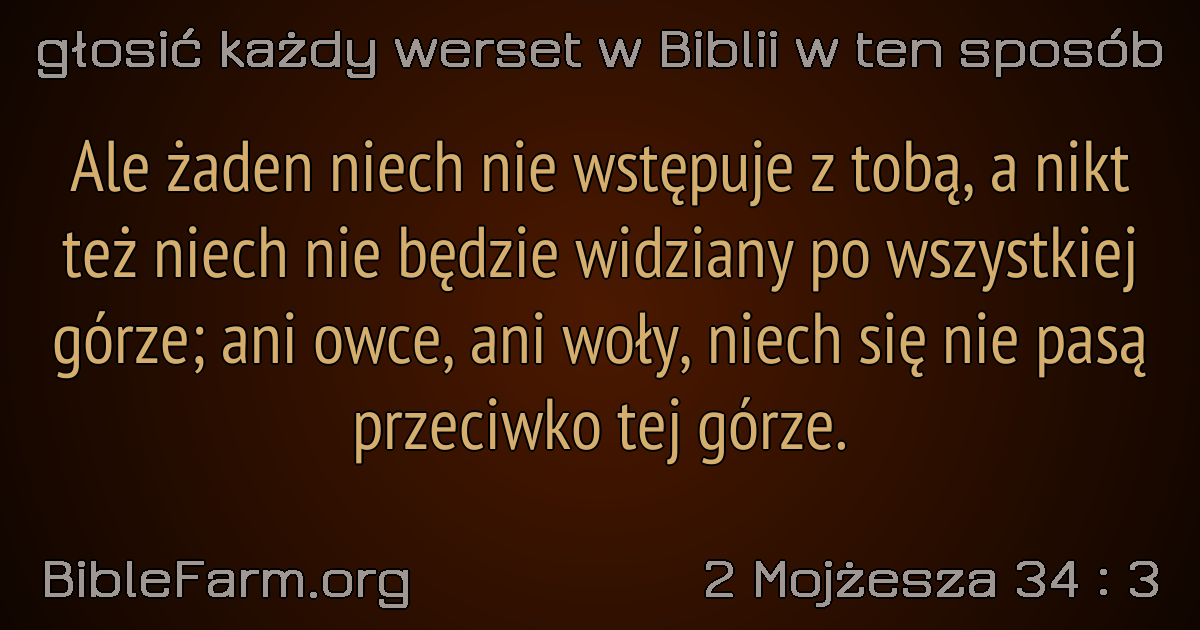 głosić każdy werset w Biblii w ten sposób
Ale żaden niech nie wstępuje z tobą, a nikt
też niech nie będzie widziany po wszystkiej
górze; ani owce, ani woły, niech się nie pasą
przeciwko tej górze.
BibleFarm.org
2 Mojżesza 34 : 3